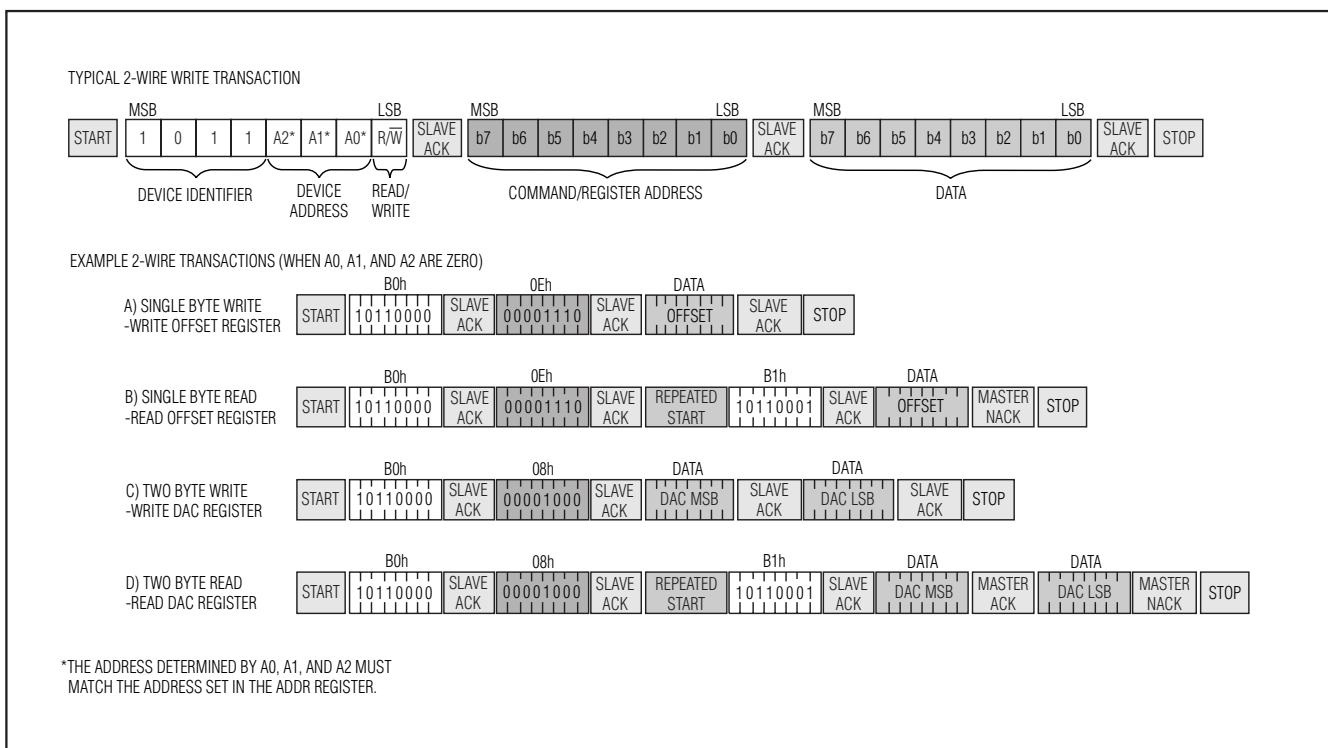 TYPICAL 2-WIRE WRITE TRANSACTION
MSB LSB MSB LSB MSB LSB
START 1 0 1 1 A2* A1* A0* R/W̅ SLAVE ACK b7 b6 b5 b4 b3 b2 b1 b0 SLAVE ACK b7 b6 b5 b4 b3 b2 b1 b0 SLAVE ACK STOP
DEVICE IDENTIFIER DEVICE ADDRESS READ/WRITE COMMAND/REGISTER ADDRESS DATA
EXAMPLE 2-WIRE TRANSACTIONS (WHEN A0, A1, AND A2 ARE ZERO)
B0h 0Eh DATA
A) SINGLE BYTE WRITE
-WRITE OFFSET REGISTER
START 10110000 SLAVE ACK 00001110 SLAVE ACK OFFSET SLAVE ACK STOP
B0h 0Eh B1h DATA
B) SINGLE BYTE READ
-READ OFFSET REGISTER
START 10110000 SLAVE ACK 00001110 SLAVE ACK REPEATED START 10110001 SLAVE ACK OFFSET MASTER NACK STOP
B0h 08h DATA DATA
C) TWO BYTE WRITE
-WRITE DAC REGISTER
START 10110000 SLAVE ACK 00001000 SLAVE ACK DAC MSB SLAVE ACK DAC LSB SLAVE ACK STOP
B0h 08h B1h DATA DATA
D) TWO BYTE READ
-READ DAC REGISTER
START 10110000 SLAVE ACK 00001000 SLAVE ACK REPEATED START 10110001 SLAVE ACK DAC MSB MASTER ACK DAC LSB MASTER NACK STOP
*THE ADDRESS DETERMINED BY A0, A1, AND A2 MUST
MATCH THE ADDRESS SET IN THE ADDR REGISTER.